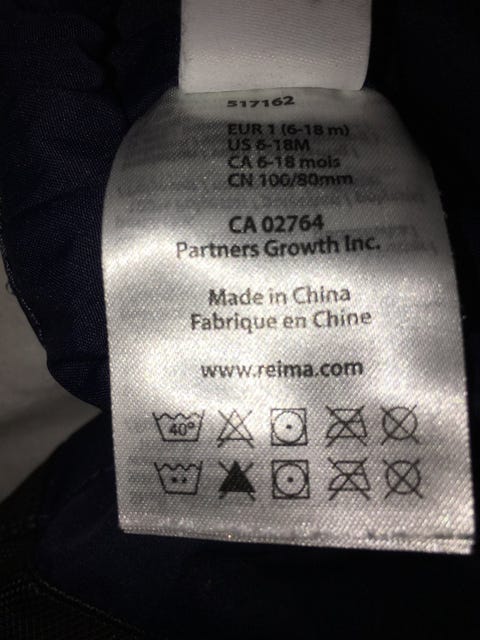 517162
EUR 1 (6-18 m)
US 6-18M
CA 6-18 mois
CN 100/80mm
CA 02764
Partners Growth Inc.
Made in China
Fabrique en Chine
www.reima.com
40°